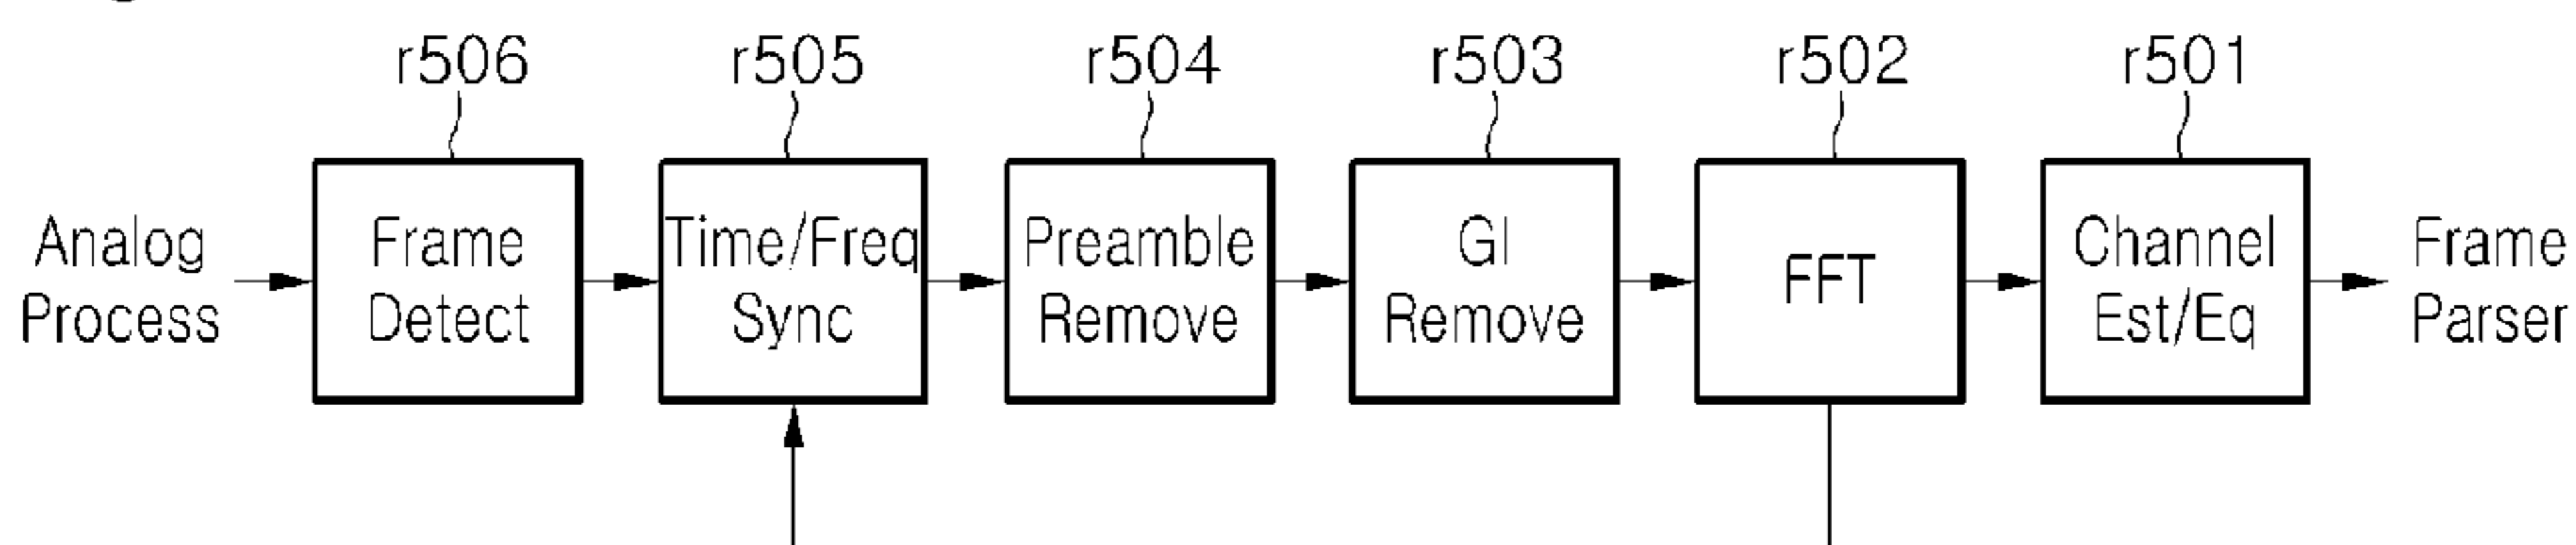 r506 r505 r504 r503 r502 r501
Analog
Process
Frame
Detect
Time/Freq
Sync
Preamble
Remove
GI
Remove
FFT
Channel
Est/Eq
Frame
Parser